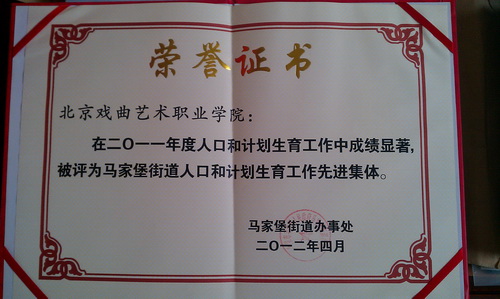 荣誉证书
北京戏曲艺术职业学院:
在二〇一一年度人口和计划生育工作中成绩显著,
被评为马家堡街道人口和计划生育工作先进集体。
马家堡街道办事处
二〇一二年四月